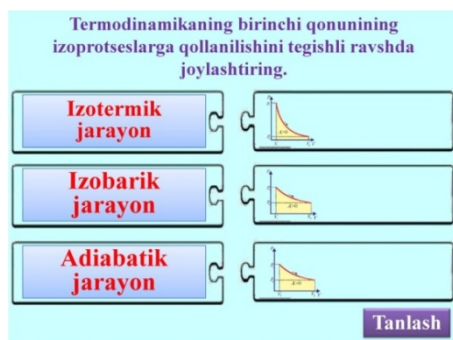 Termodinamikaning birinchi qonunining
izoprotseslarga qollanilishini tegishli ravshda
joylashtiring.
Izotermik
jarayon
Izobarik
jarayon
Adiabatik
jarayon
Tanlash